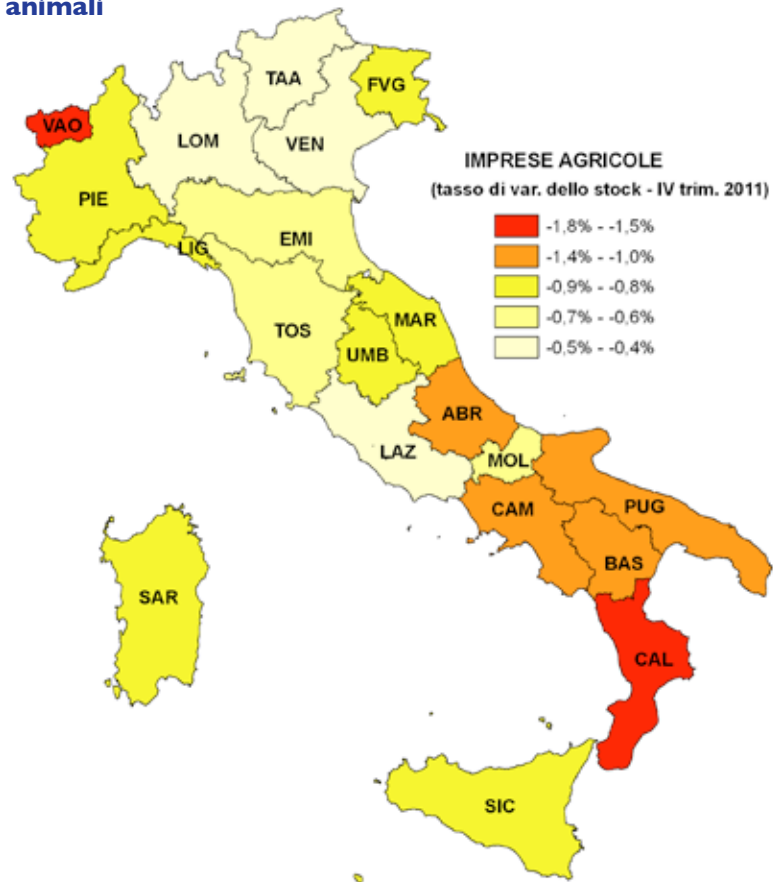 animali
TAA
FVG
VAO
LOM
VEN
IMPRESE AGRICOLE
(tasso di var. dello stock - IV trim. 2011)
PIE
-1,8% - -1,5%
-1,4% - -1,0%
-0,9% - -0,8%
-0,7% - -0,6%
-0,5% - -0,4%
LIG
EMI
TOS
MAR
UMB
ABR
LAZ
MOL
CAM
PUG
BAS
SAR
CAL
SIC